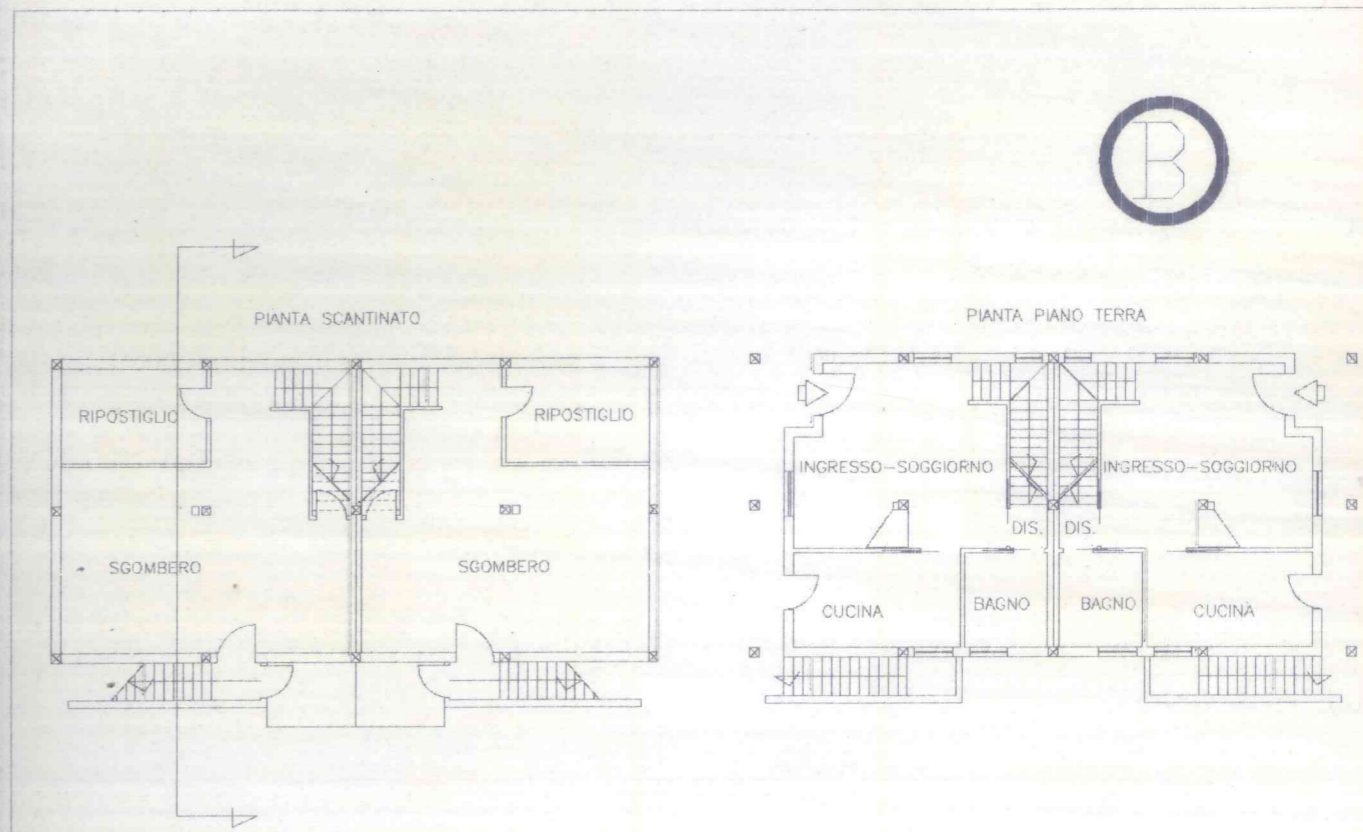 B
PIANTA SCANTINATO
RIPOSTIGLIO
RIPOSTIGLIO
SGOMBERO
SGOMBERO
PIANTA PIANO TERRA
INGRESSO-SOGGIORNO
INGRESSO-SOGGIORNO
DIS.
DIS.
CUCINA
BAGNO
BAGNO
CUCINA